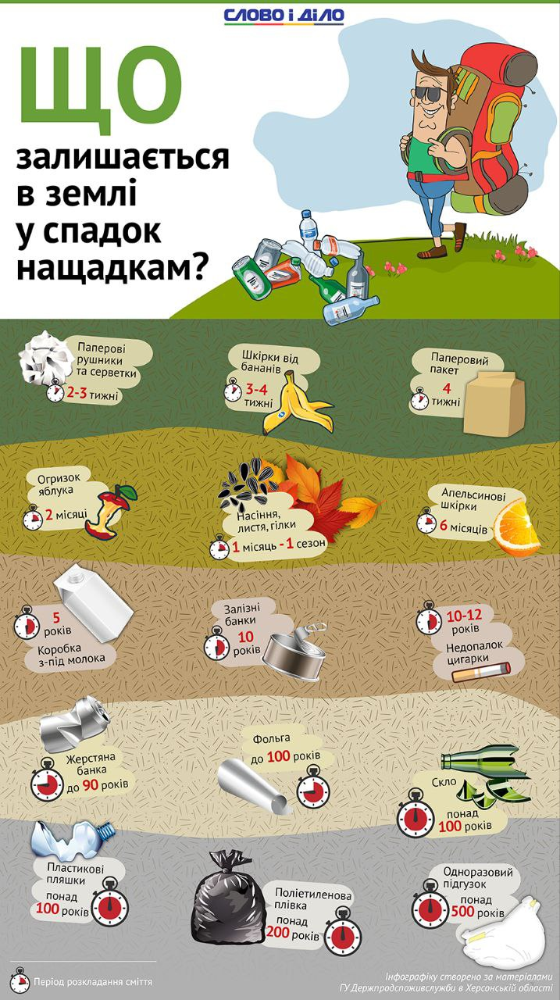 СЛОВО І ДІЛО
ЩО
залишається
в землі
у спадок
нащадкам?
Паперові
рушники
та серветки
2-3 тижні
Шкірки від
бананів
3-4
тижні
Паперовий
пакет
4
тижні
Огризок
яблука
2 місяці
Насіння,
листя, гілки
1 місяць - 1 сезон
Апельсинові
шкірки
6 місяців
5
років
Коробка
з-під молока
Залізні
банки
10
років
10-12
років
Недопалок
цигарки
Жерстяна
банка
до 90 років
Фольга
до 100 років
Скло
понад
100 років
Пластикові
пляшки
понад
100 років
Поліетиленова
плівка
понад
200 років
Одноразовий
підгузок
понад
500 років
Період розкладання сміття
Інфографіку створено за матеріалами
ГУ Держпродспоживслужби в Херсонській області